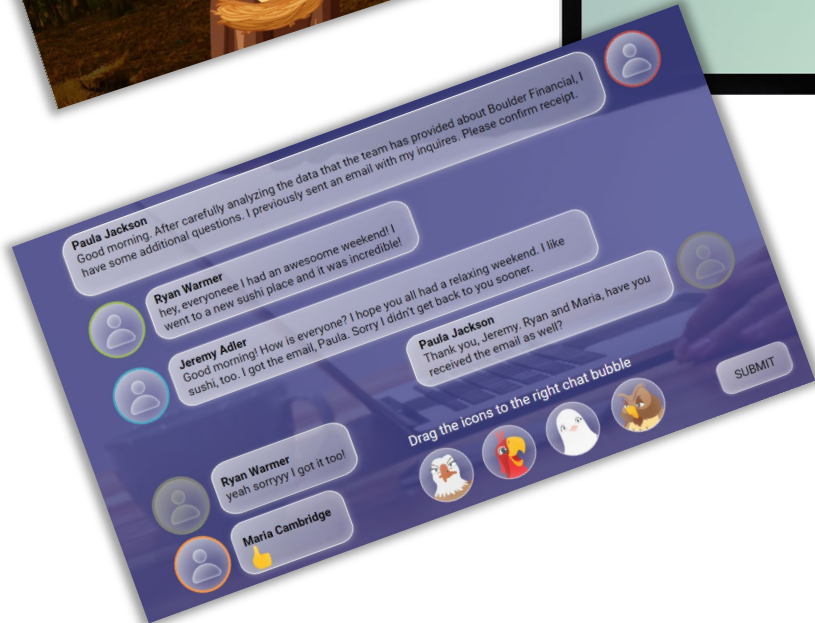 Paula Jackson
Good morning. After carefully analyzing the data that the team has provided about Boulder Financial, I
have some additional questions. I previously sent an email with my inquires. Please confirm receipt.
Ryan Warmer
hey, everyoneee I had an awesoome weekend! I
went to a new sushi place and it was incredible!
Jeremy Adler
Good morning! How is everyone? I hope you all had a relaxing weekend. I like
sushi, too. I got the email, Paula. Sorry I didn't get back to you sooner.
Paula Jackson
Thank you, Jeremy. Ryan and Maria, have you
received the email as well?
Ryan Warmer
yeah sorryyy I got it too!
Maria Cambridge
Drag the icons to the right chat bubble
SUBMIT